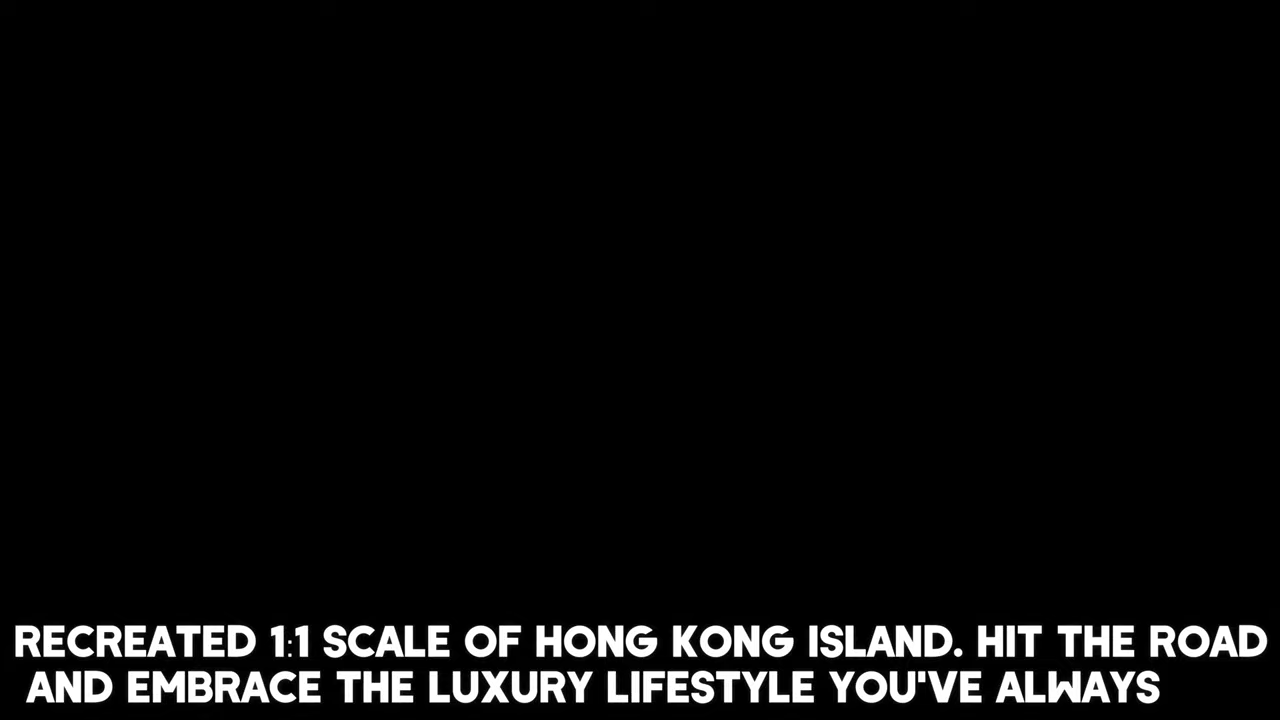 RECREATED 1:1 SCALE OF HONG KONG ISLAND. HIT THE ROAD
AND EMBRACE THE LUXURY LIFESTYLE YOU'VE ALWAYS